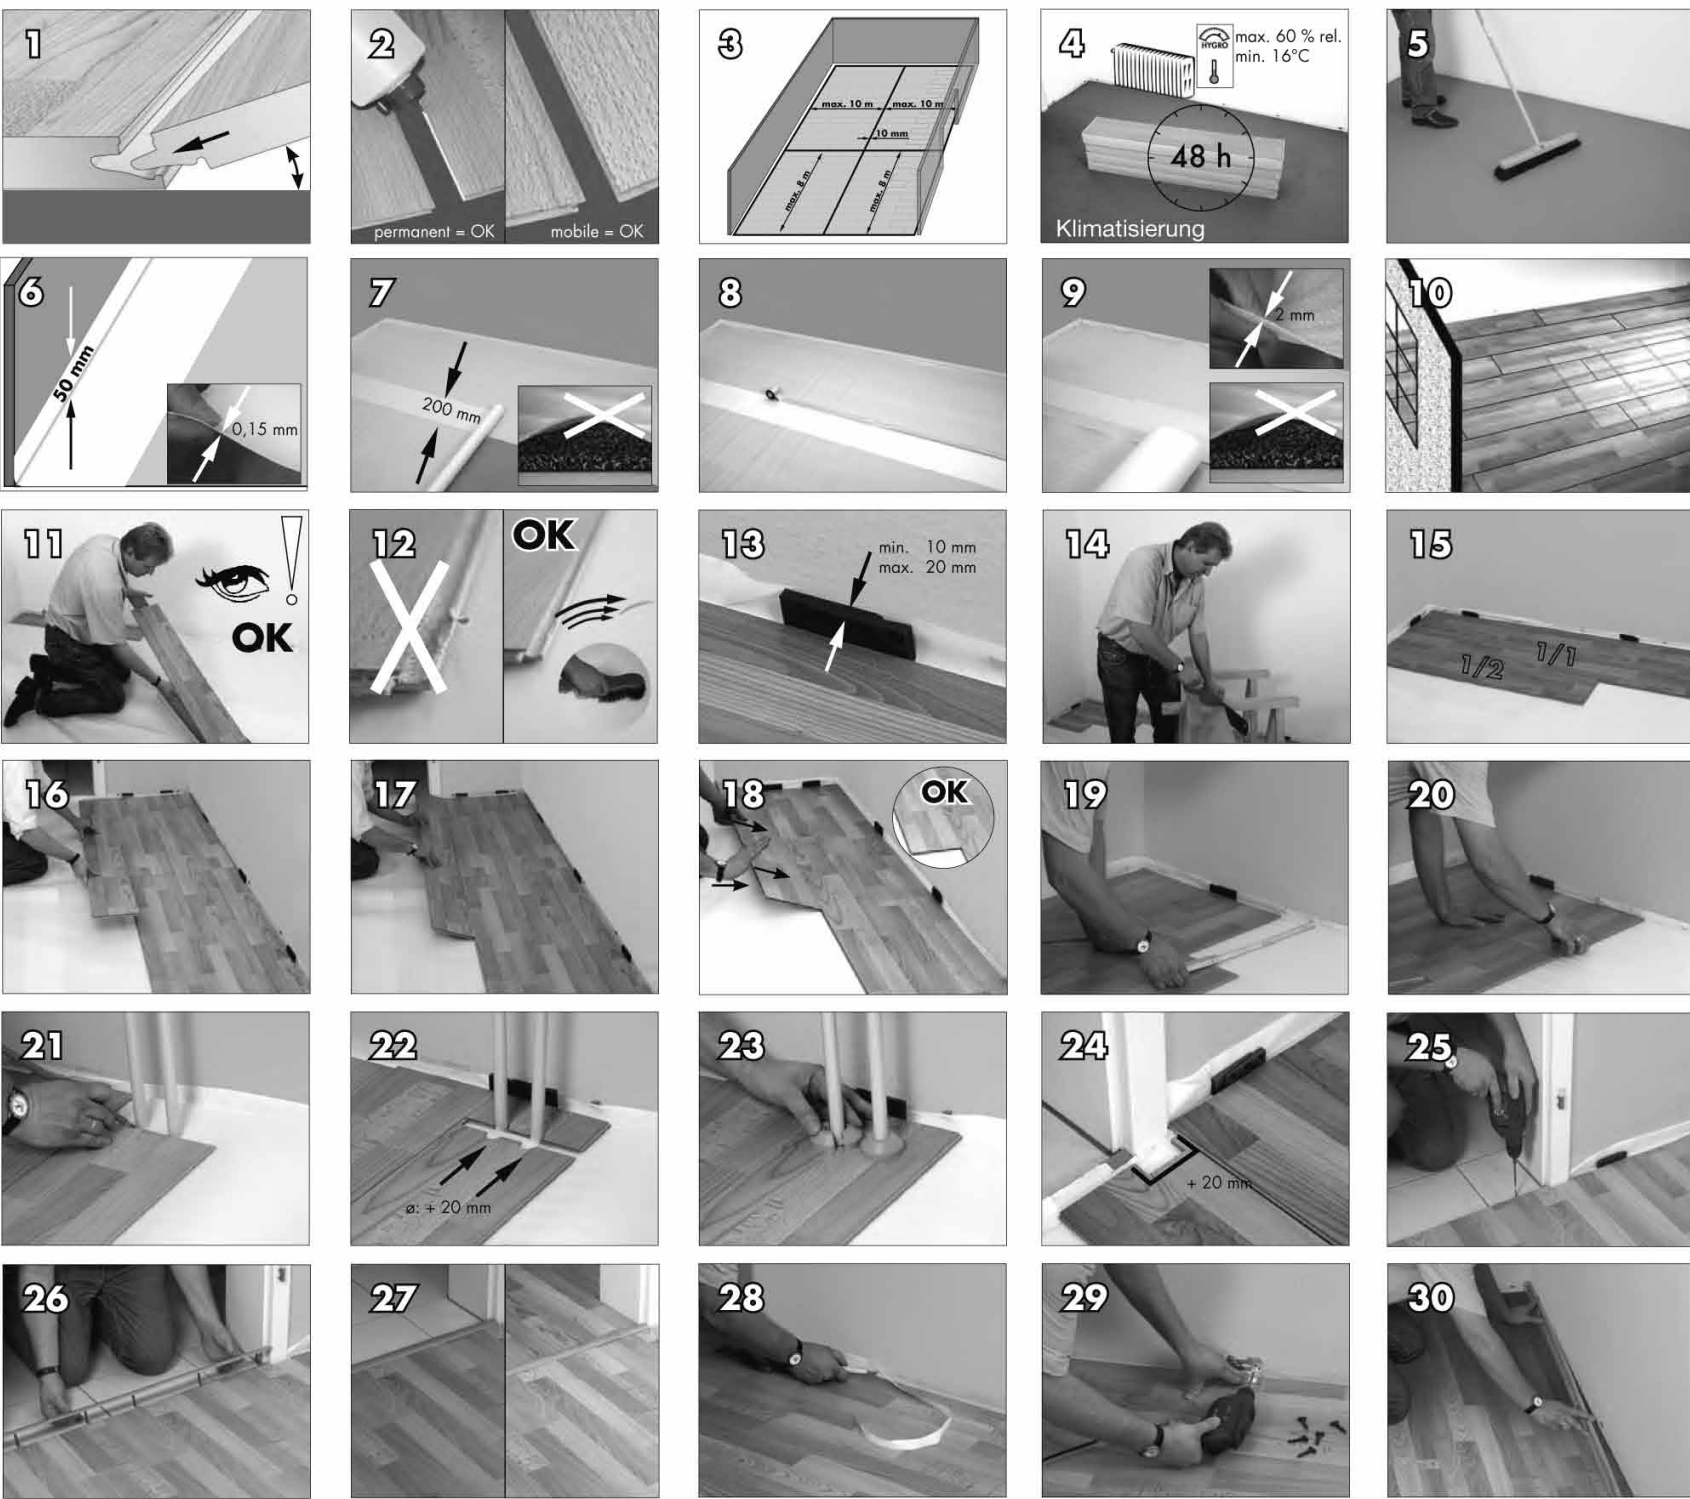 1
2
permanent = OK
mobile = OK
3
max. 10 m
max. 10 m
10 mm
max. 8 m
max. 8 m
4
HYGRO
max. 60 % rel.
min. 16°C
48 h
Klimatisierung
5
6
50 mm
0,15 mm
7
200 mm
8
9
2 mm
10
11
OK
12
OK
13
min. 10 mm
max. 20 mm
14
15
1/2
1/1
16
17
18
OK
19
20
21
22
ø: + 20 mm
23
24
+ 20 mm
25
26
27
28
29
30